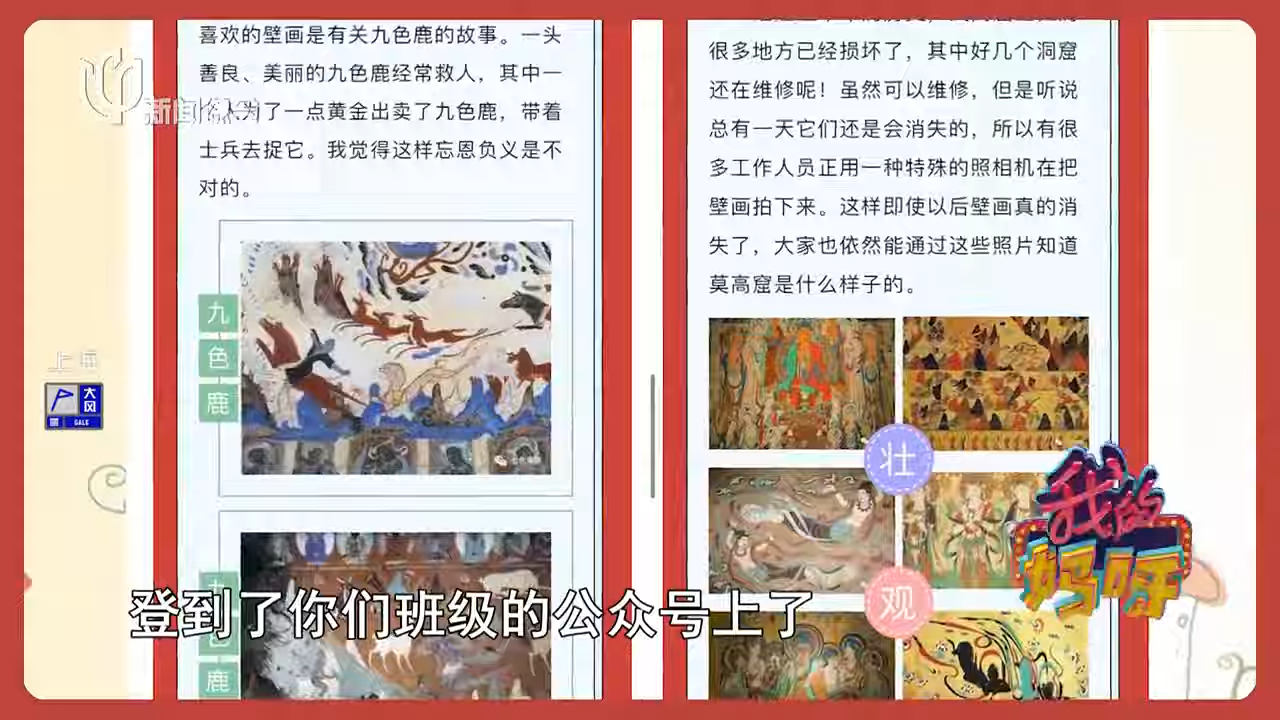 喜欢的壁画是有关九色鹿的故事。一头
善良、美丽的九色鹿经常救人，其中一
个人为了一点黄金出卖了九色鹿，带着
士兵去捉它。我觉得这样忘恩负义是不
对的。
九
色
鹿
色
鹿
很多地方已经损坏了，其中好几个洞窟
还在维修呢！虽然可以维修，但是听说
总有一天它们还是会消失的，所以有很
多工作人员正用一种特殊的照相机在把
壁画拍下来。这样即使以后壁画真的消
失了，大家也依然能通过这些照片知道
莫高窟是什么样子的。
壮
观
新闻综合
上海
大风
GALE
我的
妈呀
登到了你们班级的公众号上了